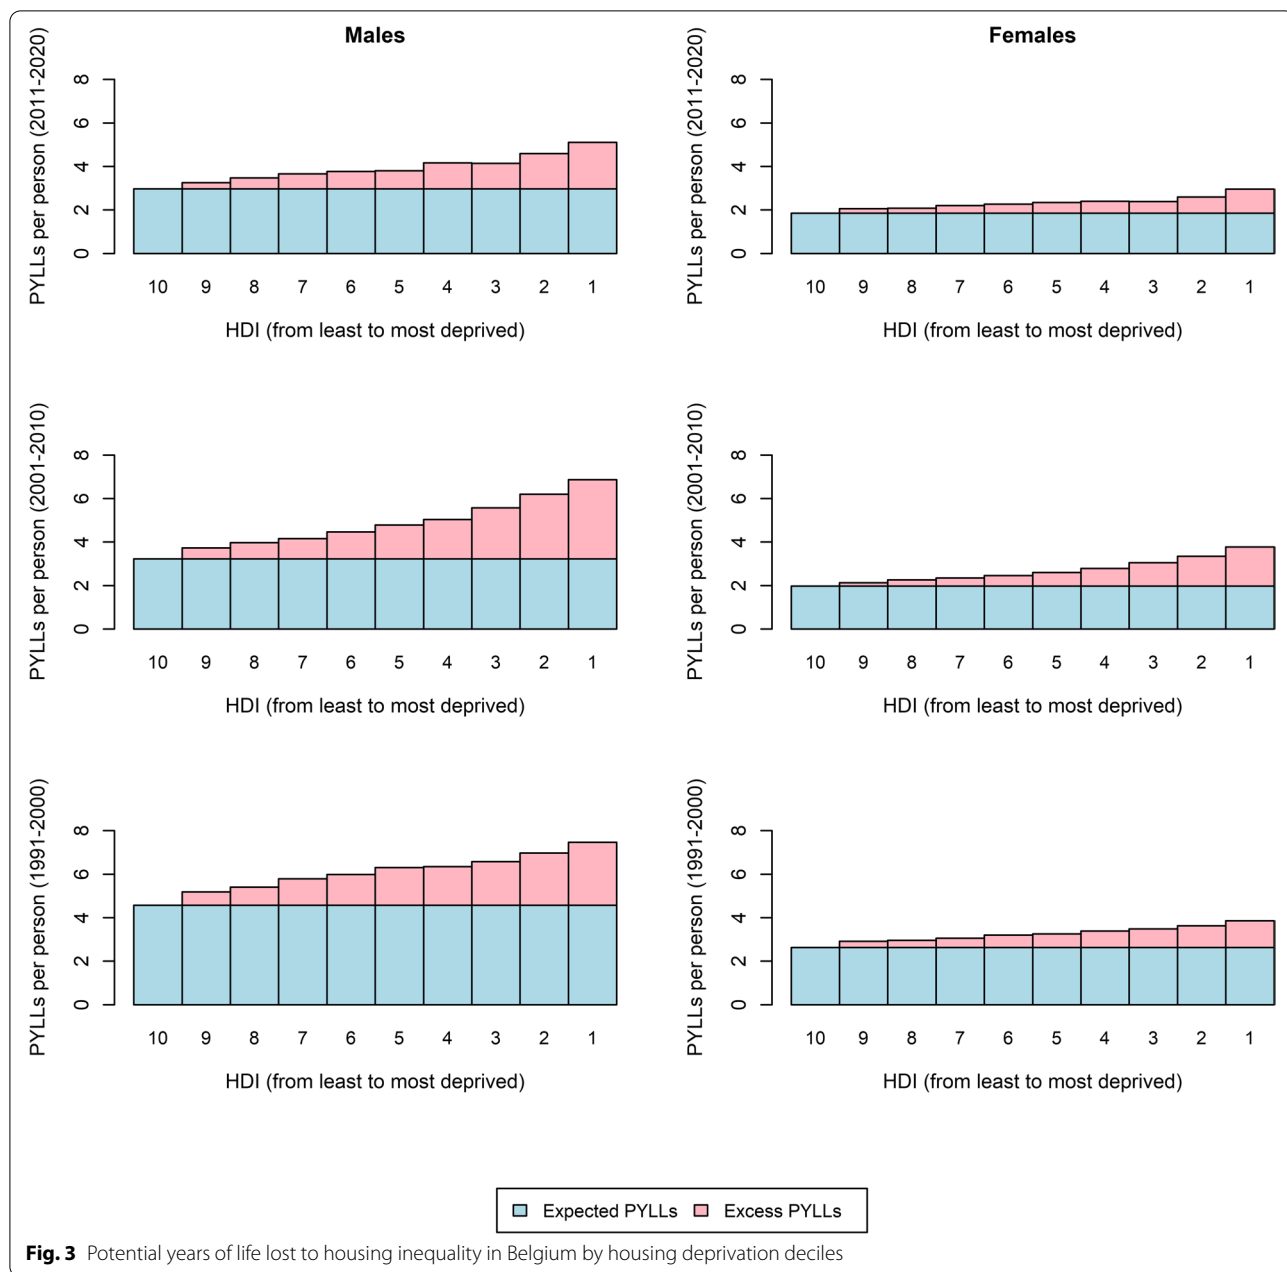 Males
PYLLs per person (2011-2020)
8
6
4
2
0
10 9 8 7 6 5 4 3 2 1
HDI (from least to most deprived)
Females
PYLLs per person (2011-2020)
8
6
4
2
0
10 9 8 7 6 5 4 3 2 1
HDI (from least to most deprived)
PYLLs per person (2001-2010)
8
6
4
2
0
10 9 8 7 6 5 4 3 2 1
HDI (from least to most deprived)
PYLLs per person (2001-2010)
8
6
4
2
0
10 9 8 7 6 5 4 3 2 1
HDI (from least to most deprived)
PYLLs per person (1991-2000)
8
6
4
2
0
10 9 8 7 6 5 4 3 2 1
HDI (from least to most deprived)
PYLLs per person (1991-2000)
8
6
4
2
0
10 9 8 7 6 5 4 3 2 1
HDI (from least to most deprived)
Expected PYLLs Excess PYLLs
Fig. 3 Potential years of life lost to housing inequality in Belgium by housing deprivation deciles